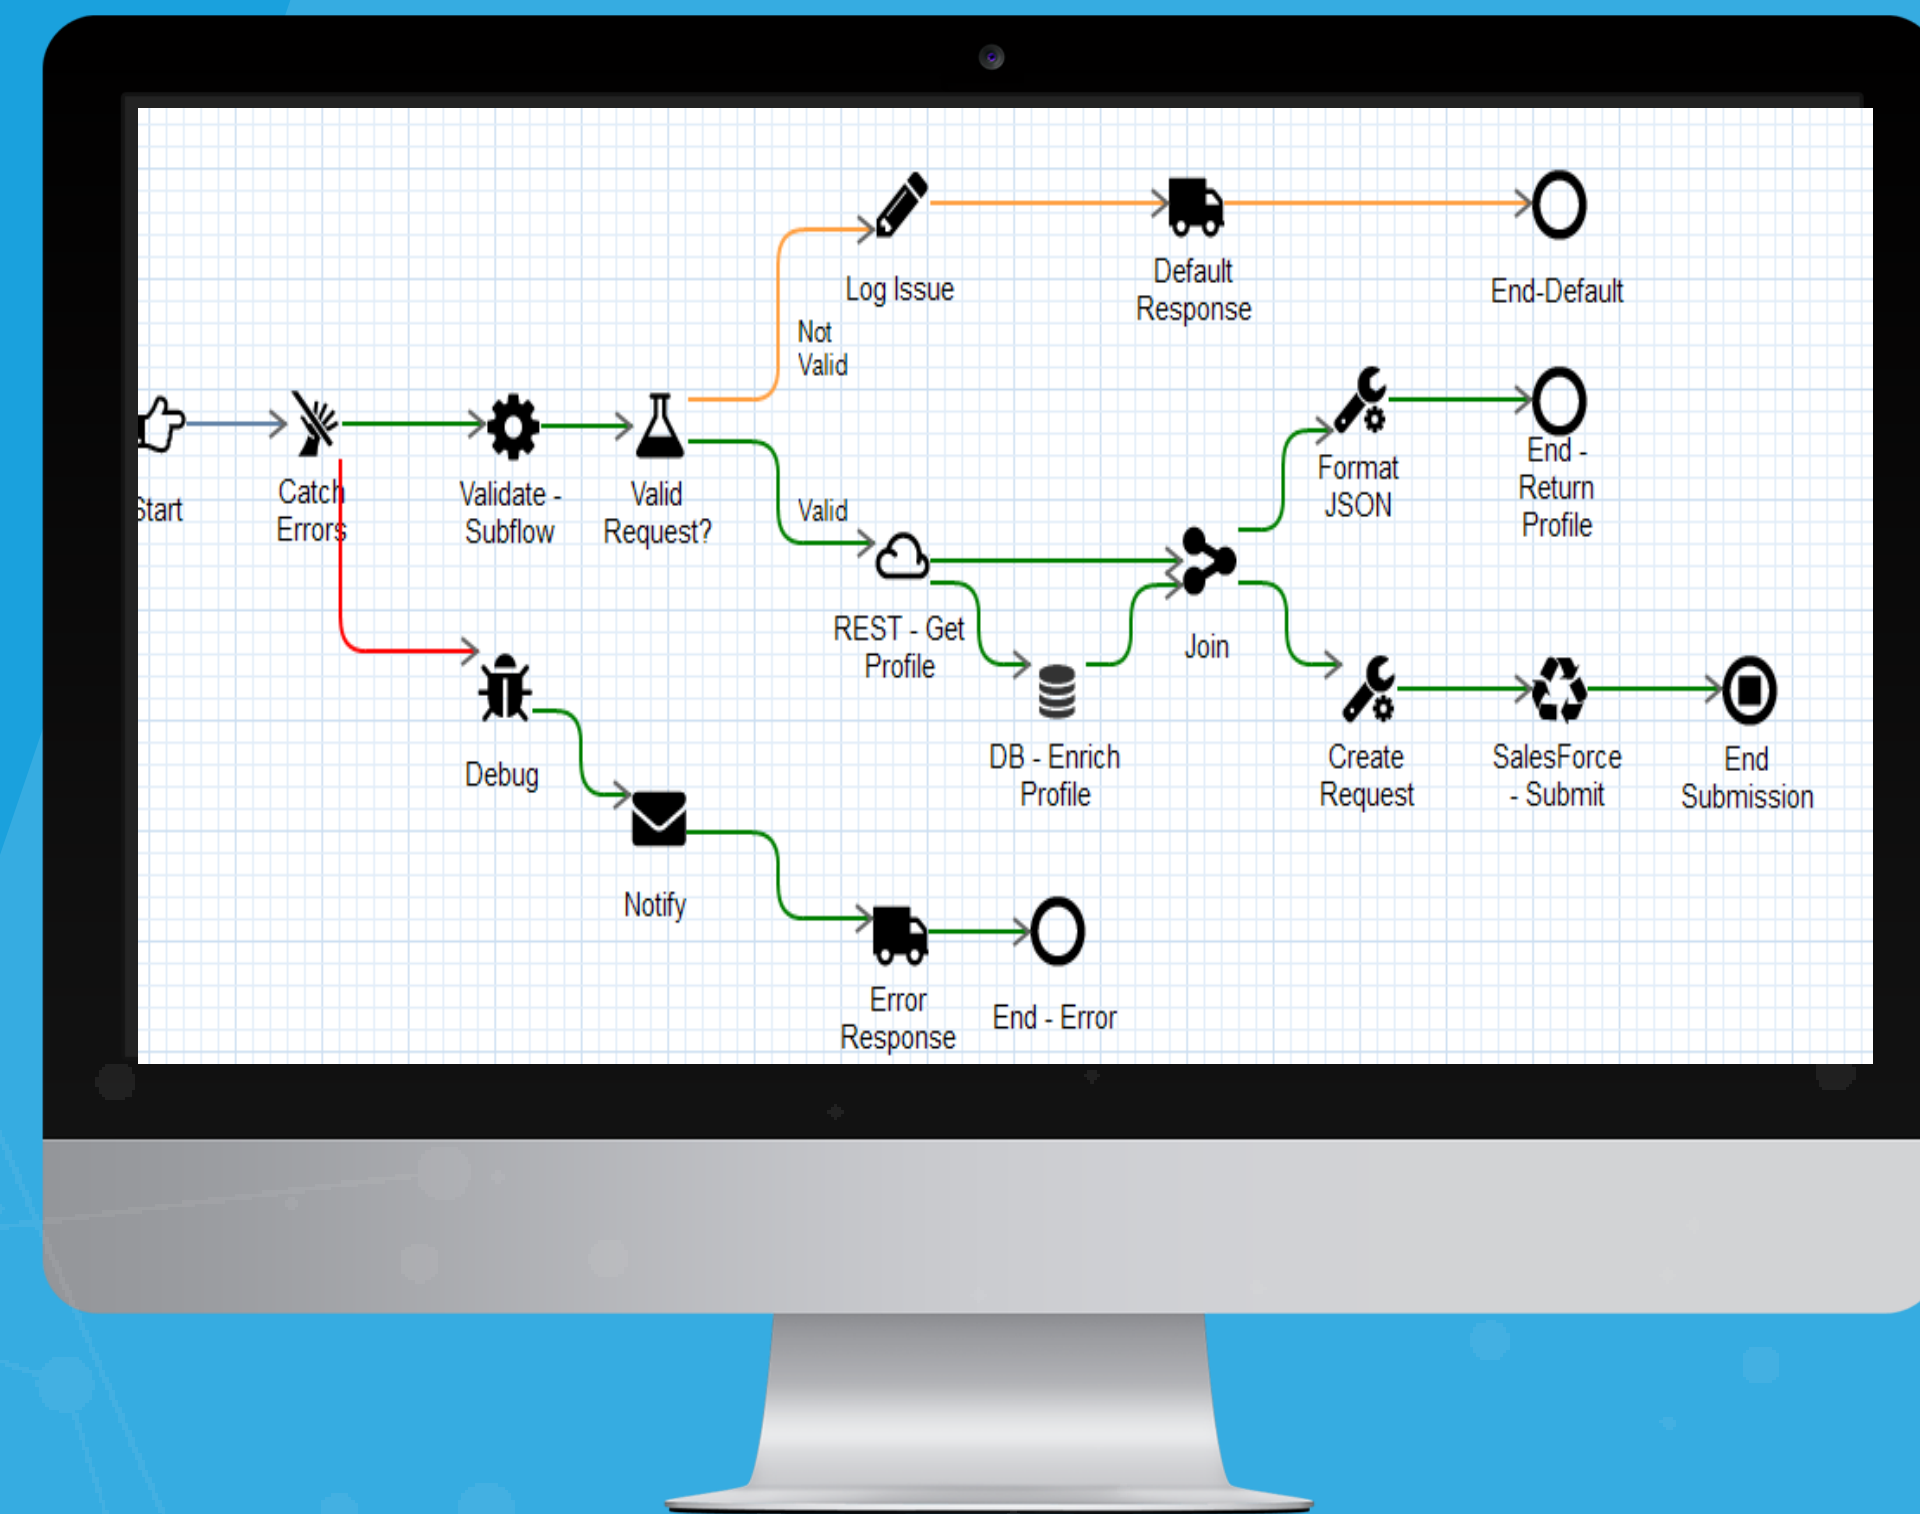 Log Issue
Default
Response
End-Default
Not
Valid
Start
Catch
Errors
Validate -
Subflow
Valid
Request?
Valid
Format
JSON
End -
Return
Profile
REST - Get
Profile
Join
Debug
DB - Enrich
Profile
Create
Request
SalesForce
- Submit
End
Submission
Notify
Error
Response
End - Error